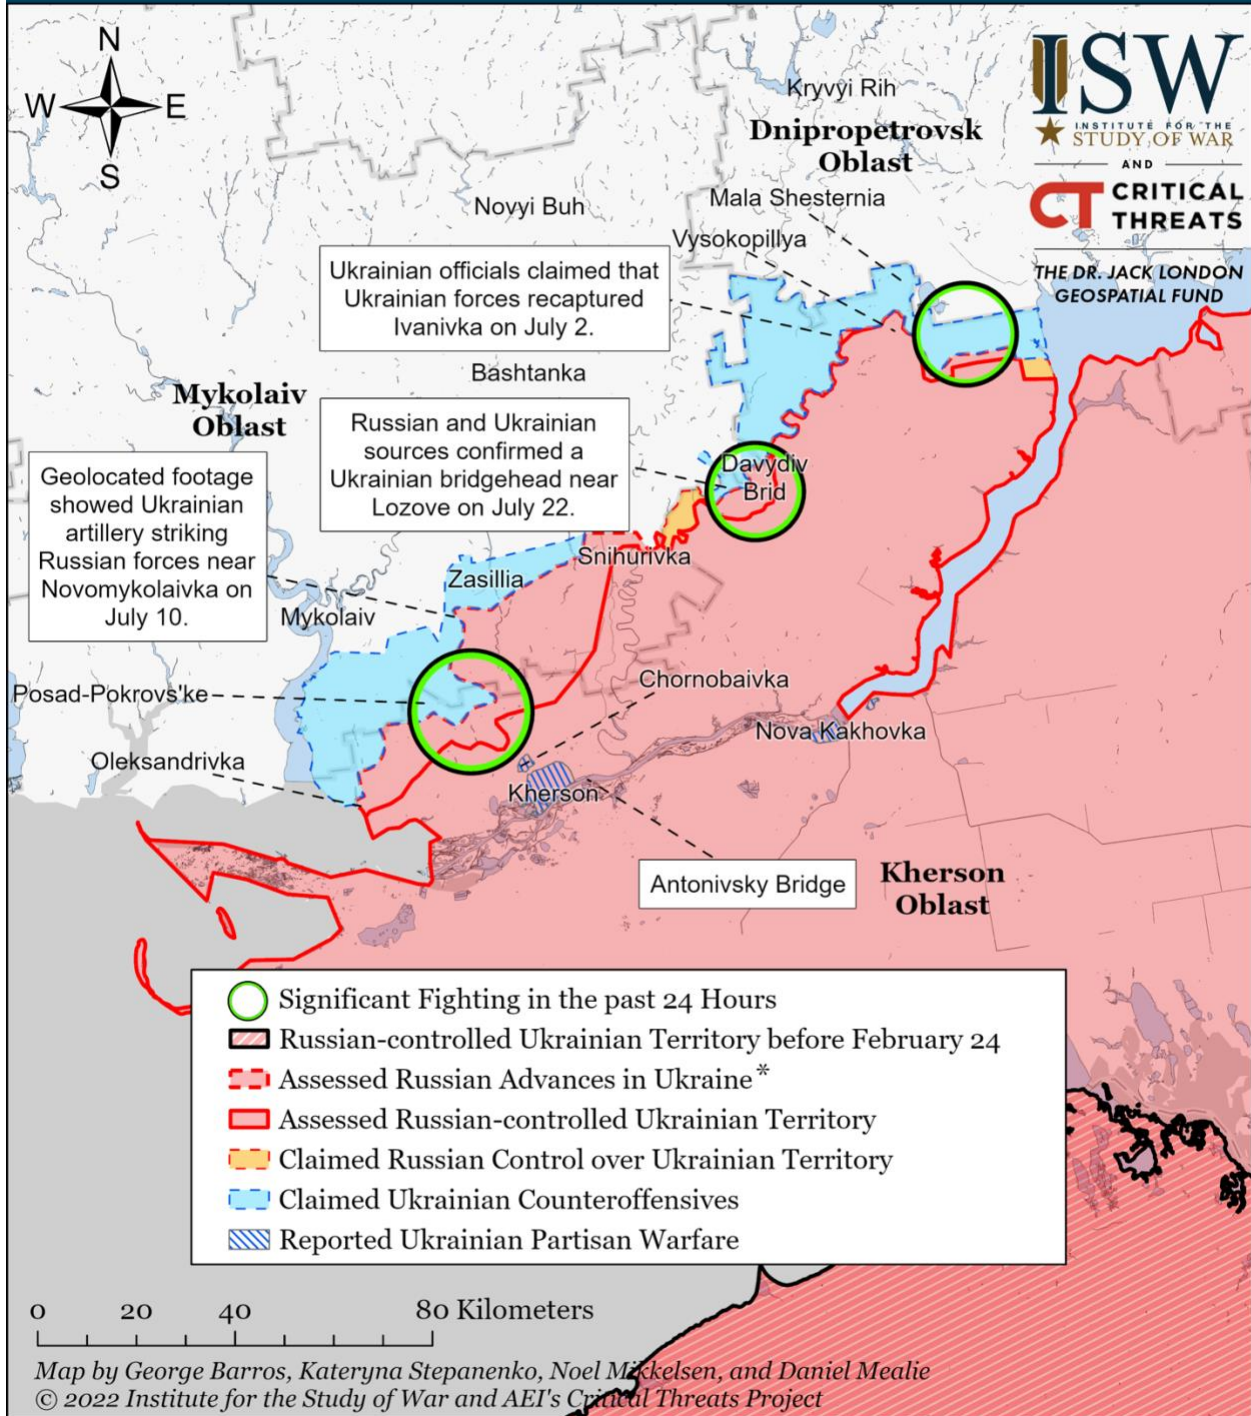 N
W
E
S
ISW
INSTITUTE FOR THE
STUDY OF WAR
AND
CT CRITICAL
THREATS
THE DR. JACK LONDON
GEOSPATIAL FUND
Kryvyi Rih
Dnipropetrovsk
Oblast
Mala Shesternia
Novyi Buh
Vysokopillya
Ukrainian officials claimed that
Ukrainian forces recaptured
Ivanivka on July 2.
Bashtanka
Mykolaiv
Oblast
Russian and Ukrainian
sources confirmed a
Ukrainian bridgehead near
Lozove on July 22.
Davydiv
Brid
Geolocated footage
showed Ukrainian
artillery striking
Russian forces near
Novomykolaivka on
July 10.
Snihurivka
Zasillia
Mykolaiv
Chornobaivka
Posad-Pokrovs'ke
Nova Kakhovka
Oleksandrivka
Kherson
Antonivsky Bridge
Kherson
Oblast
Significant Fighting in the past 24 Hours
Russian-controlled Ukrainian Territory before February 24
Assessed Russian Advances in Ukraine*
Assessed Russian-controlled Ukrainian Territory
Claimed Russian Control over Ukrainian Territory
Claimed Ukrainian Counteroffensives
Reported Ukrainian Partisan Warfare
0 20 40 80 Kilometers
Map by George Barros, Kateryna Stepanenko, Noel Mikkelsen, and Daniel Mealie
© 2022 Institute for the Study of War and AEI's Critical Threats Project